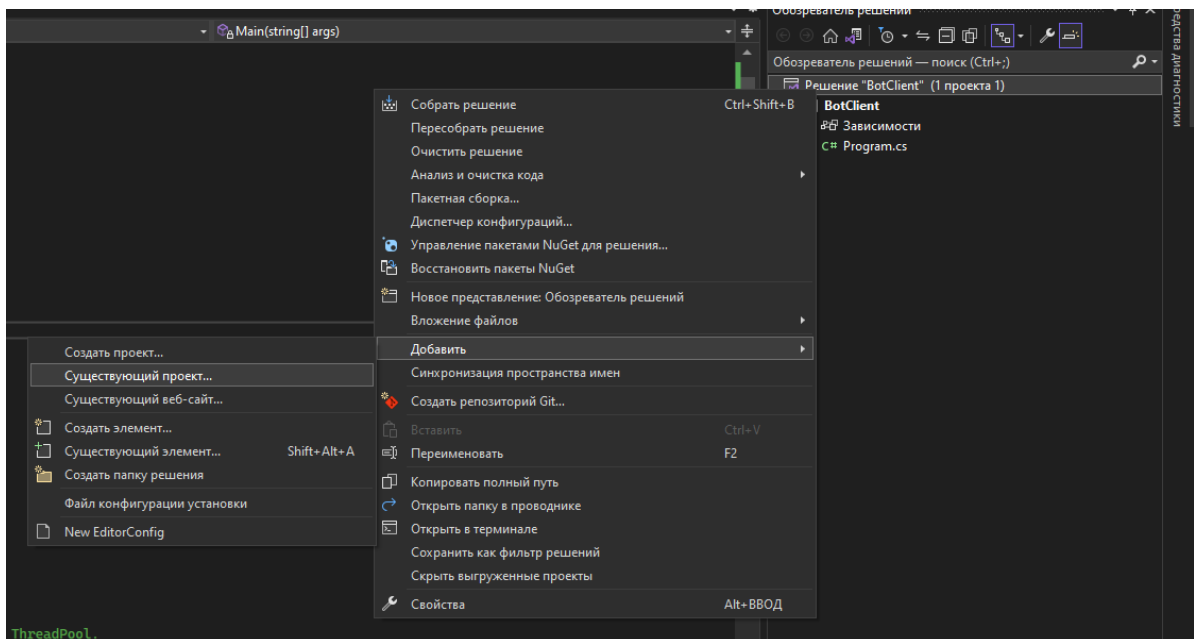 Обозреватель решений
Main(string[] args)
Обозреватель решений — поиск (Ctrl+;)
Решение "BotClient" (1 проекта 1)
BotClient
Зависимости
C# Program.cs
Собрать решение Ctrl+Shift+B
Пересобрать решение
Очистить решение
Анализ и очистка кода
Пакетная сборка...
Диспетчер конфигураций...
Управление пакетами NuGet для решения...
Восстановить пакеты NuGet
Новое представление: Обозреватель решений
Вложение файлов
Добавить
Синхронизация пространства имен
Создать репозиторий Git...
Вставить Ctrl+V
Переименовать F2
Копировать полный путь
Открыть папку в проводнике
Открыть в терминале
Сохранить как фильтр решений
Скрыть выгруженные проекты
Свойства Alt+ВВОД
Создать проект...
Существующий проект...
Существующий веб-сайт...
Создать элемент...
Существующий элемент... Shift+Alt+A
Создать папку решения
Файл конфигурации установки
New EditorConfig
ThreadPool.
диагностики